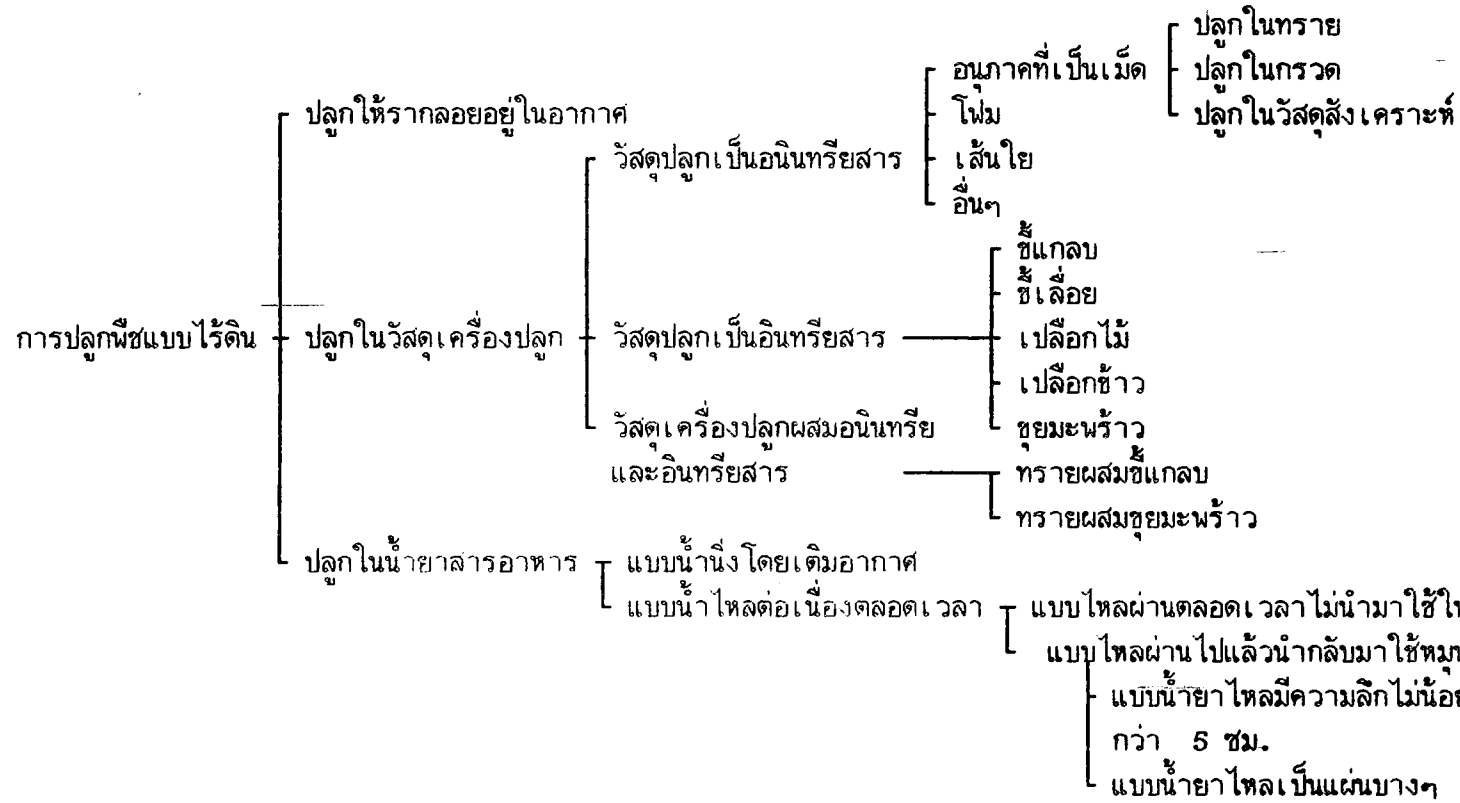 ปลูกในทราย
อนุภาคที่เป็นเม็ด
ปลูกในกรวด
ปลูกให้รากลอยอยู่ในอากาศ
โฟม
ปลูกในวัสดุสังเคราะห์
วัสดุปลูกเป็นอนินทรียสาร
เส้นใย
อื่นๆ
ขี้แกลบ
ขี้เลื่อย
การปลูกพืชแบบไร้ดิน
ปลูกในวัสดุเครื่องปลูก
วัสดุปลูกเป็นอินทรียสาร
เปลือกไม้
เปลือกข้าว
วัสดุเครื่องปลูกผสมอนินทรีย
และอินทรียสาร
ขุยมะพร้าว
ทรายผสมขี้แกลบ
ทรายผสมขุยมะพร้าว
ปลูกในน้ำยาสารอาหาร
แบบน้ำนิ่งโดยเติมอากาศ
แบบน้ำไหลต่อเนื่องตลอดเวลา
แบบไหลผ่านตลอดเวลาไม่นำมาใช้
แบบไหลผ่านไปแล้วนำกลับมาใช้
แบบน้ำยาไหลมีความลึกไม่น้อย
กว่า 5 ซม.
แบบน้ำยาไหลเป็นแผ่นบางๆ